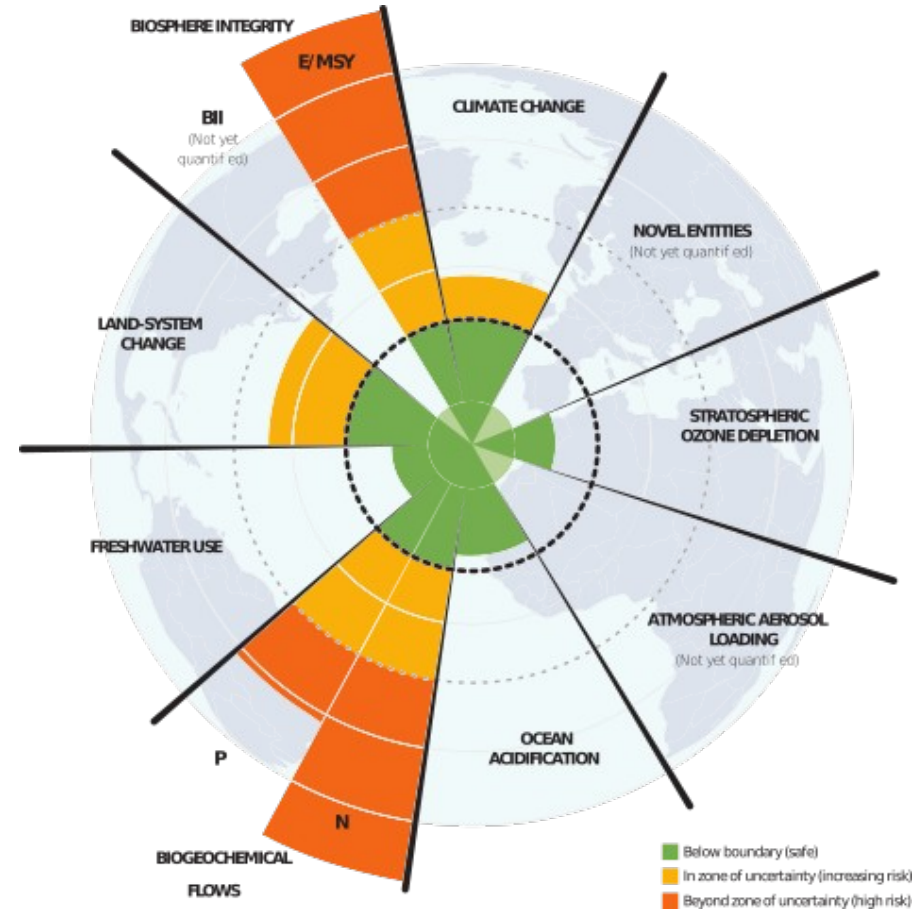 BIOSPHERE INTEGRITY
E/MSY
BII
(Not yet
quantif ed)
CLIMATE CHANGE
NOVEL ENTITIES
(Not yet quantif ed)
LAND-SYSTEM
CHANGE
STRATOSPHERIC
OZONE DEPLETION
FRESHWATER USE
ATMOSPHERIC AEROSOL
LOADING
(Not yet quantif ed)
P
OCEAN
ACIDIFICATION
N
BIOGEOCHEMICAL
FLOWS
Below boundary (safe)
In zone of uncertainty (increasing risk)
Beyond zone of uncertainty (high risk)